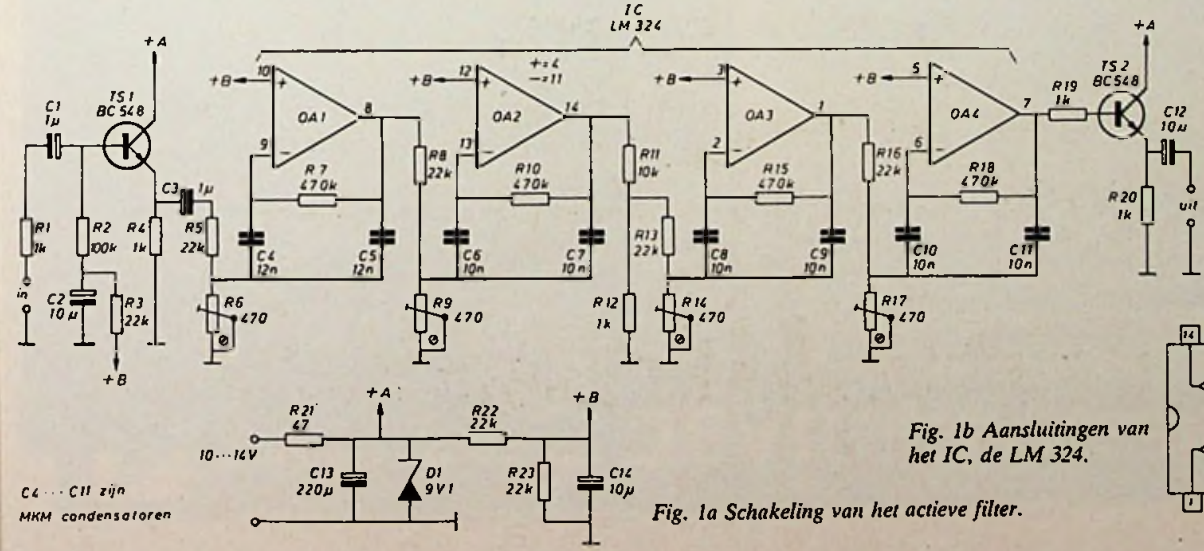 IC
LM 324
+A
TS1
BC 548
C1
1µ
R1
1k
in
R2
100k
C2
10µ
R3
22k
+B
R4
1k
C3
1µ
R5
22k
R6
470
+B
10
+
9
−
OA1
8
R7
470k
C4
12n
C5
12n
R8
22k
R9
470
+B
12
+
13
−
OA2
+=4
−=11
14
R10
470k
C6
10n
C7
10n
R11
10k
R12
1k
R13
22k
R14
470
+B
3
+
2
−
OA3
1
R15
470k
C8
10n
C9
10n
R16
22k
R17
470
+B
5
+
6
−
OA4
7
R18
470k
C10
10n
C11
10n
R19
1k
+A
TS2
BC548
C12
10µ
R20
1k
uit
10...14V
R21
47
+A
C13
220µ
D1
9V1
R22
22k
R23
22k
+B
C14
10µ
C4 ··· C11 zijn
MKM condensatoren
Fig. 1a Schakeling van het actieve filter.
Fig. 1b Aansluitingen van
het IC, de LM 324.
14
1